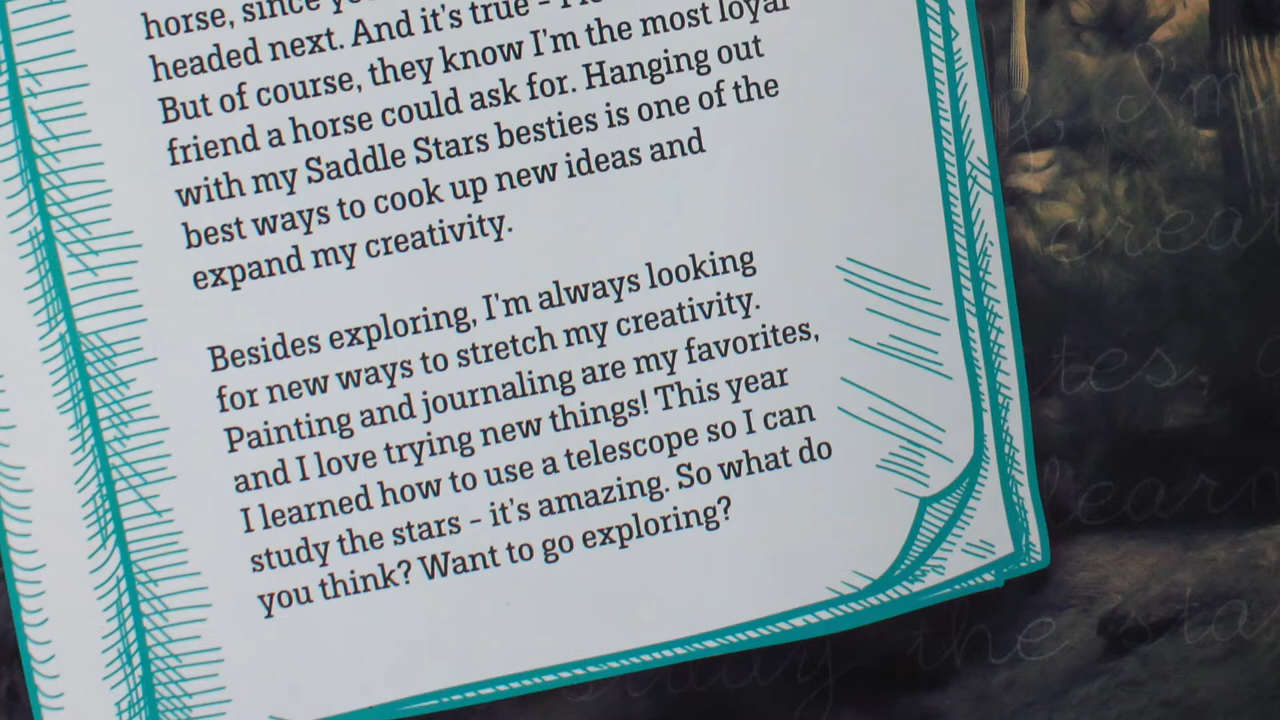 horse, since
headed next. And it's true –
But of course, they know I'm the most loyal
friend a horse could ask for. Hanging out
with my Saddle Stars besties is one of the
best ways to cook up new ideas and
expand my creativity.
Besides exploring, I'm always looking
for new ways to stretch my creativity.
Painting and journaling are my favorites,
and I love trying new things! This year
I learned how to use a telescope so I can
study the stars – it's amazing. So what do
you think? Want to go exploring?
I'm
the